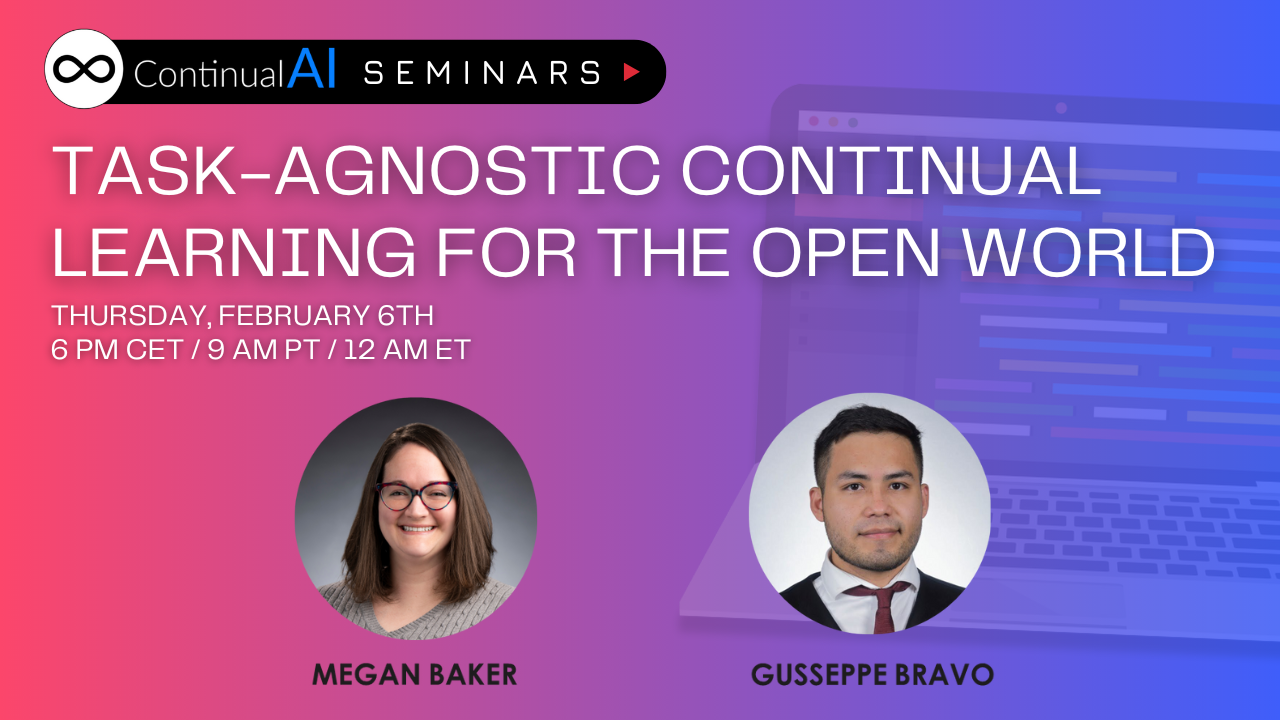 ContinualAI SEMINARS
TASK-AGNOSTIC CONTINUAL
LEARNING FOR THE OPEN WORLD
THURSDAY, FEBRUARY 6TH
6 PM CET / 9 AM PT / 12 AM ET
MEGAN BAKER
GUSSEPPE BRAVO